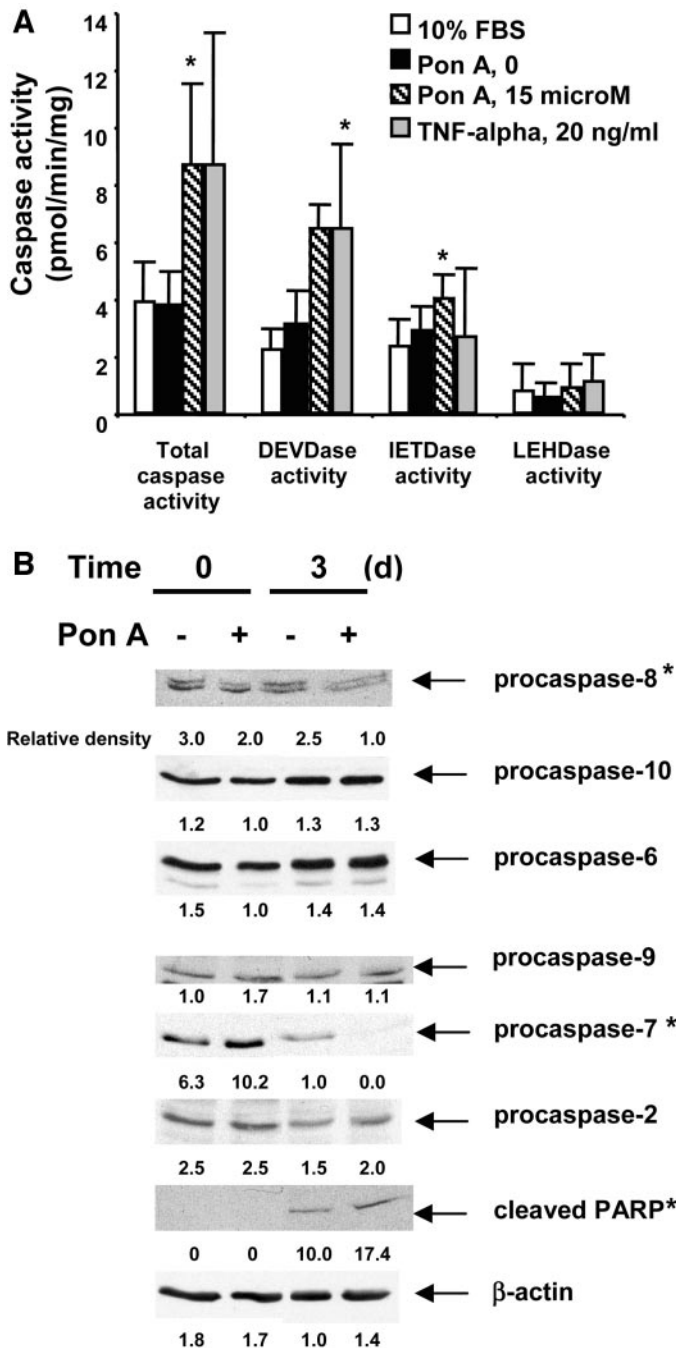 A
Caspase activity
(pmol/min/mg)
14
12
10
8
6
4
2
0
10% FBS
Pon A, 0
Pon A, 15 microM
TNF-alpha, 20 ng/ml
*
*
*
Total
caspase
activity
DEVDase
activity
IETDase
activity
LEHDase
activity
B Time 0 3 (d)
Pon A - + - +
procaspase-8*
Relative density 3.0 2.0 2.5 1.0
procaspase-10
1.2 1.0 1.3 1.3
procaspase-6
1.5 1.0 1.4 1.4
procaspase-9
1.0 1.7 1.1 1.1
procaspase-7*
6.3 10.2 1.0 0.0
procaspase-2
2.5 2.5 1.5 2.0
cleaved PARP*
0 0 10.0 17.4
β-actin
1.8 1.7 1.0 1.4